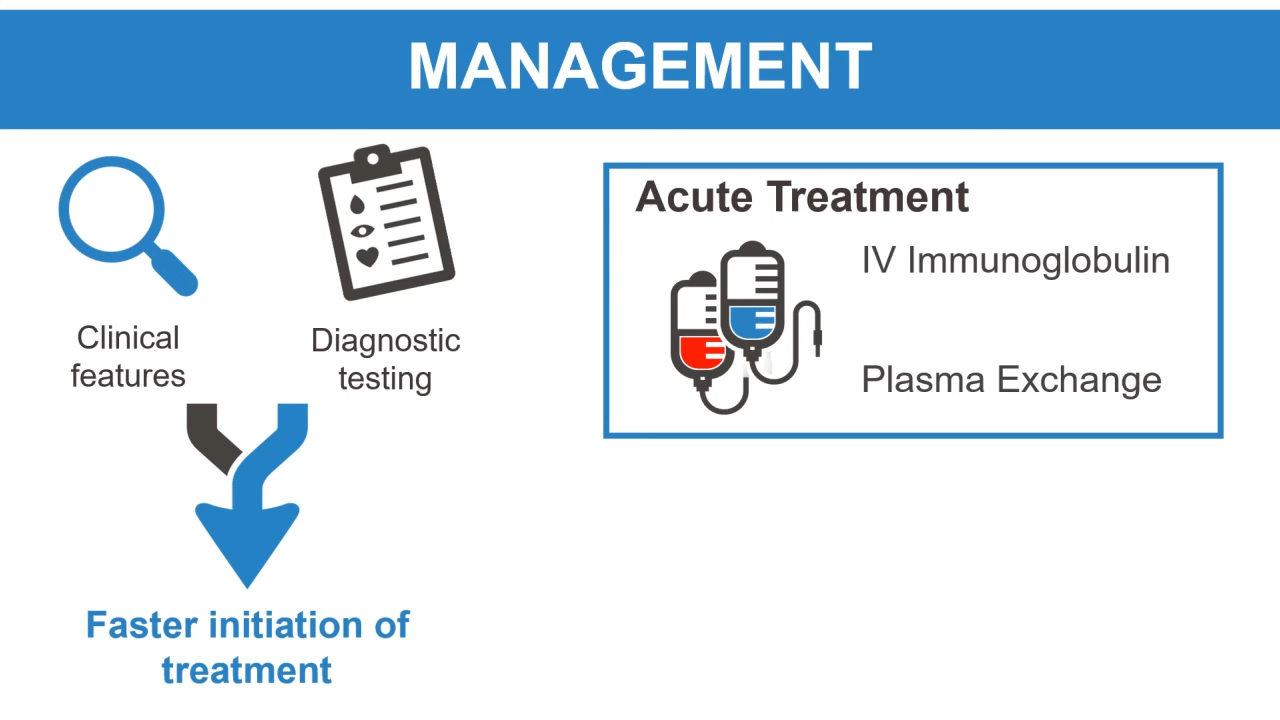 MANAGEMENT
Clinical
features
Diagnostic
testing
Faster initiation of
treatment
Acute Treatment
IV Immunoglobulin
Plasma Exchange